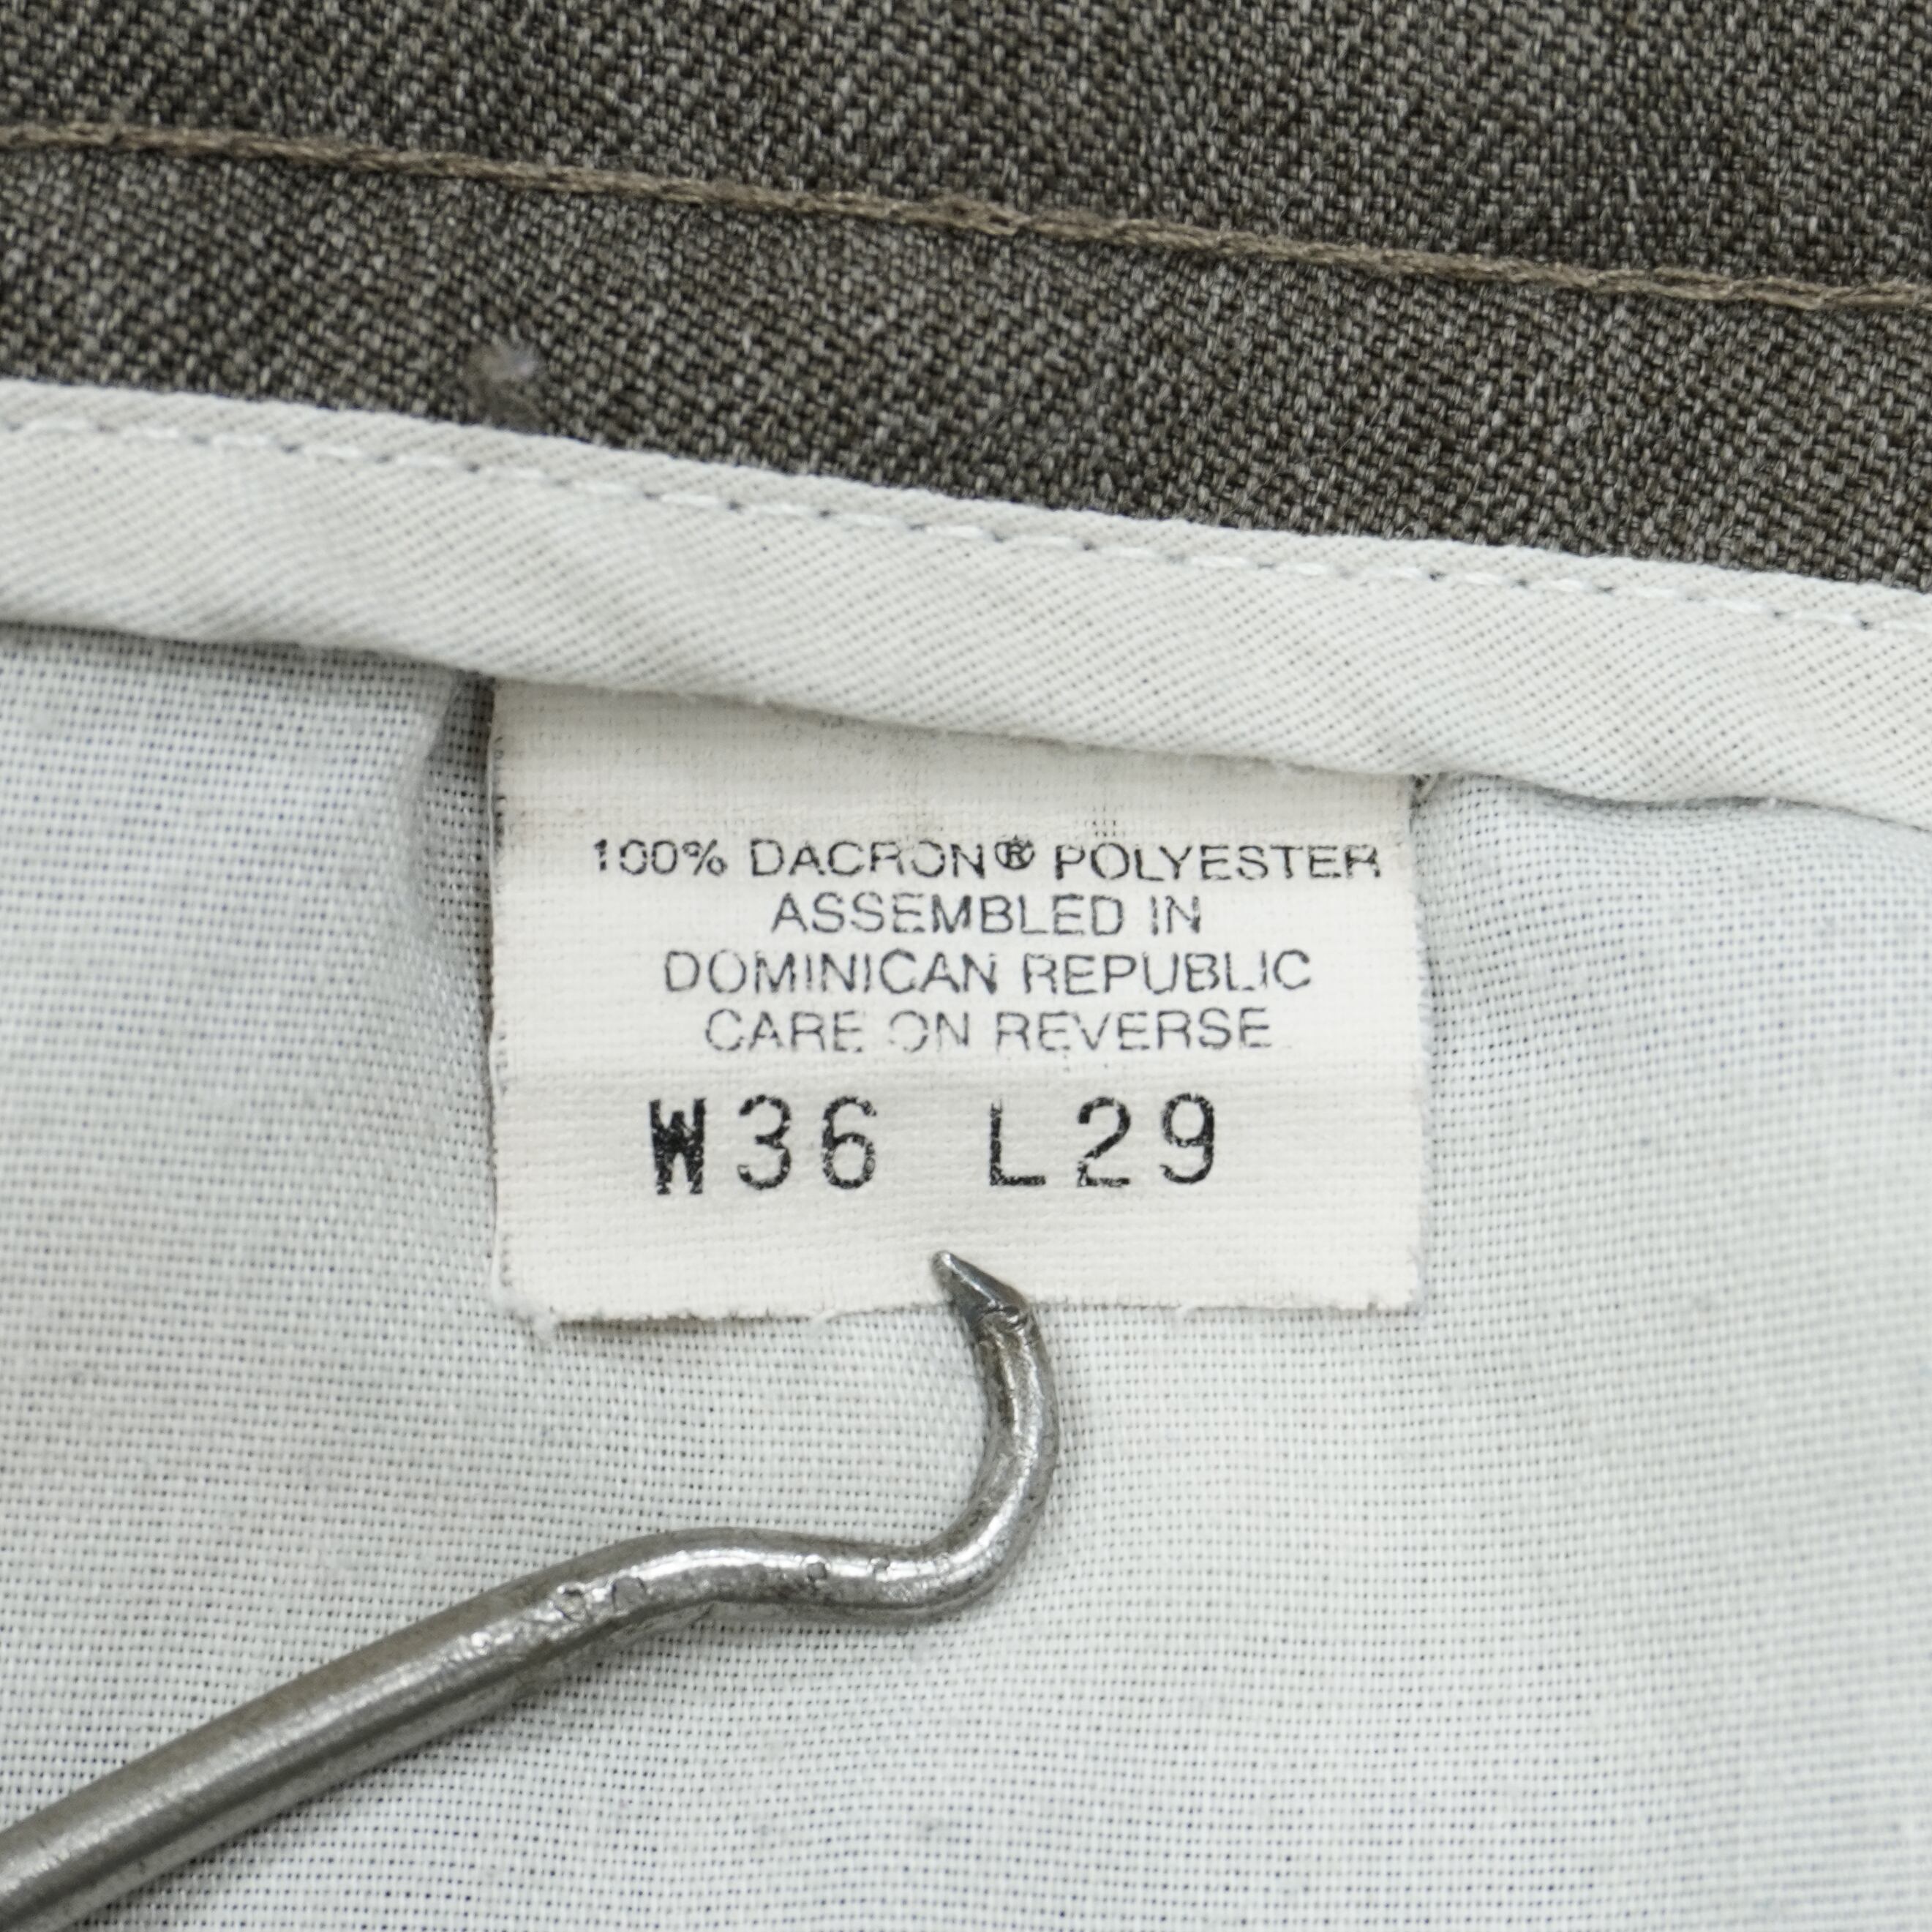 100% DACRON® POLYESTER
ASSEMBLED IN
DOMINICAN REPUBLIC
CARE ON REVERSE
W36 L29